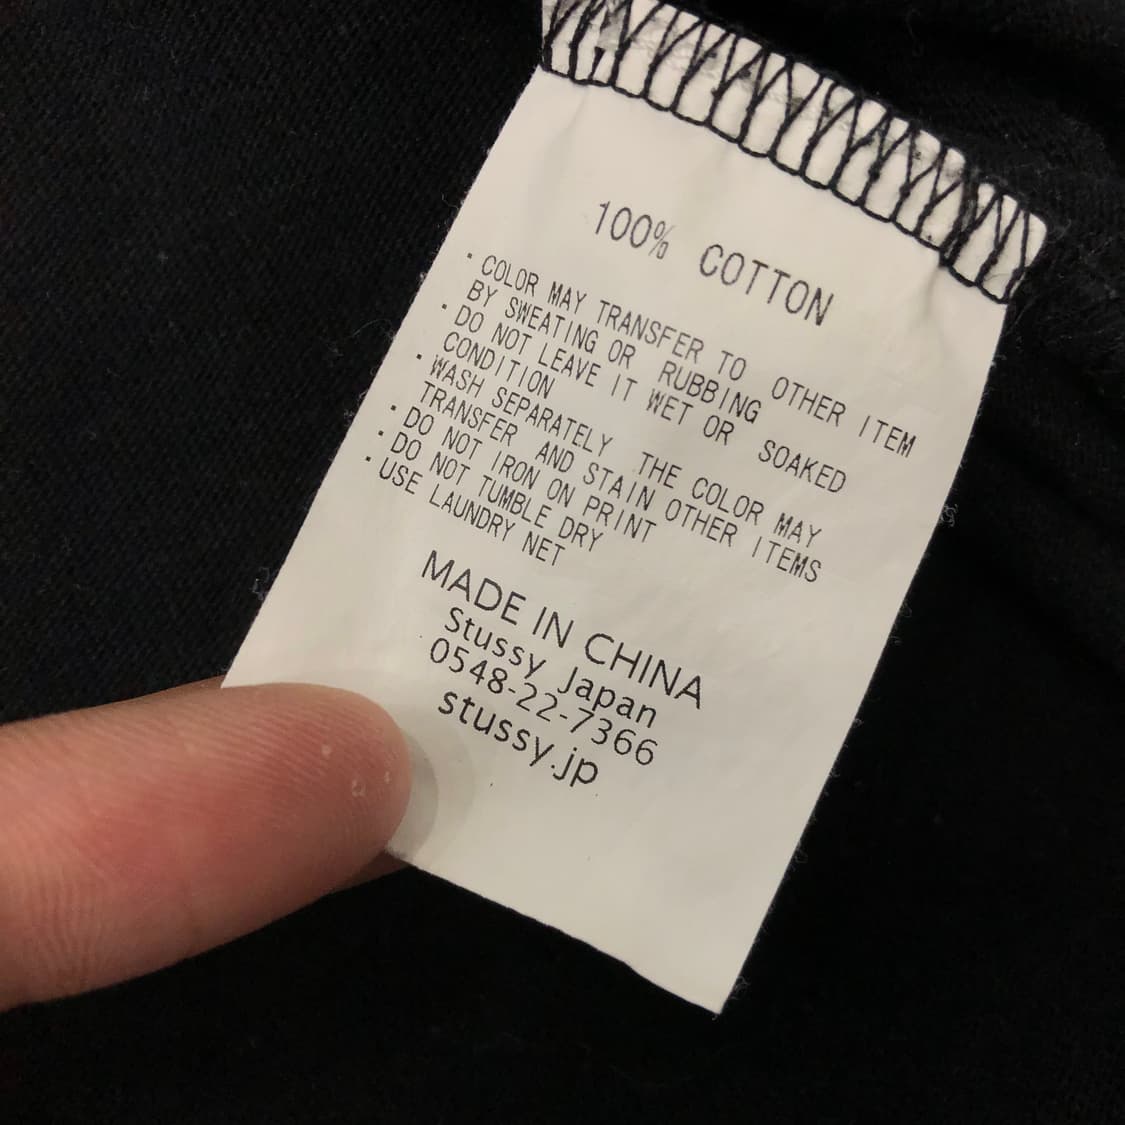 100% COTTON
・COLOR MAY TRANSFER TO OTHER ITEM
BY SWEATING OR RUBBING
・DO NOT LEAVE IT WET OR SOAKED
CONDITION
・WASH SEPARATELY THE COLOR MAY
TRANSFER AND STAIN OTHER ITEMS
・DO NOT IRON ON PRINT
・DO NOT TUMBLE DRY
・USE LAUNDRY NET
MADE IN CHINA
Stussy Japan
0548-22-7366
stussy.jp